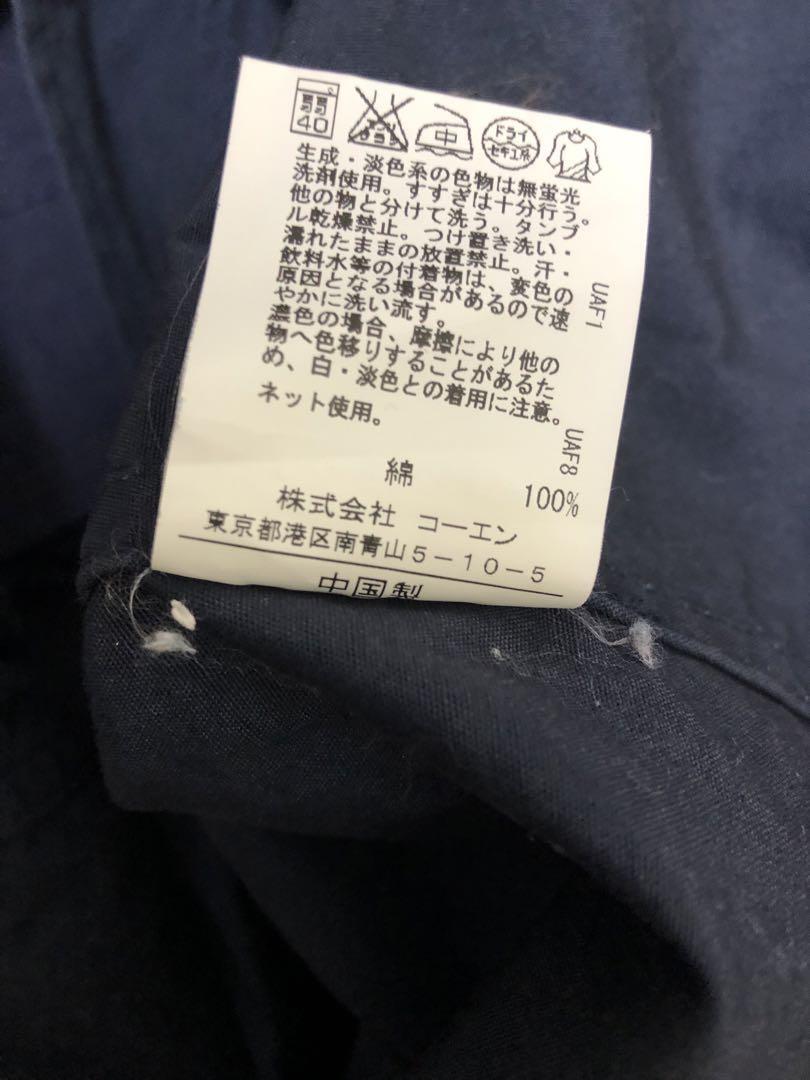 弱
40
エンソサラシ
中
ドライ
セキユ系
生成・淡色系の色物は無蛍光
洗剤使用。すすぎは十分行う。
他の物と分けて洗う。タンブ
ル乾燥禁止。つけ置き洗い・
濡れたままの放置禁止。汗・
飲料水等の付着物は、変色の
原因となる場合があるので速
やかに洗い流す。
濃色の場合、摩擦により他の
物へ色移りすることがあるた
め、白・淡色との着用に注意。
ネット使用。
UAF1
UAF8
綿 100%
株式会社 コーエン
東京都港区南青山5-10-5
中国製